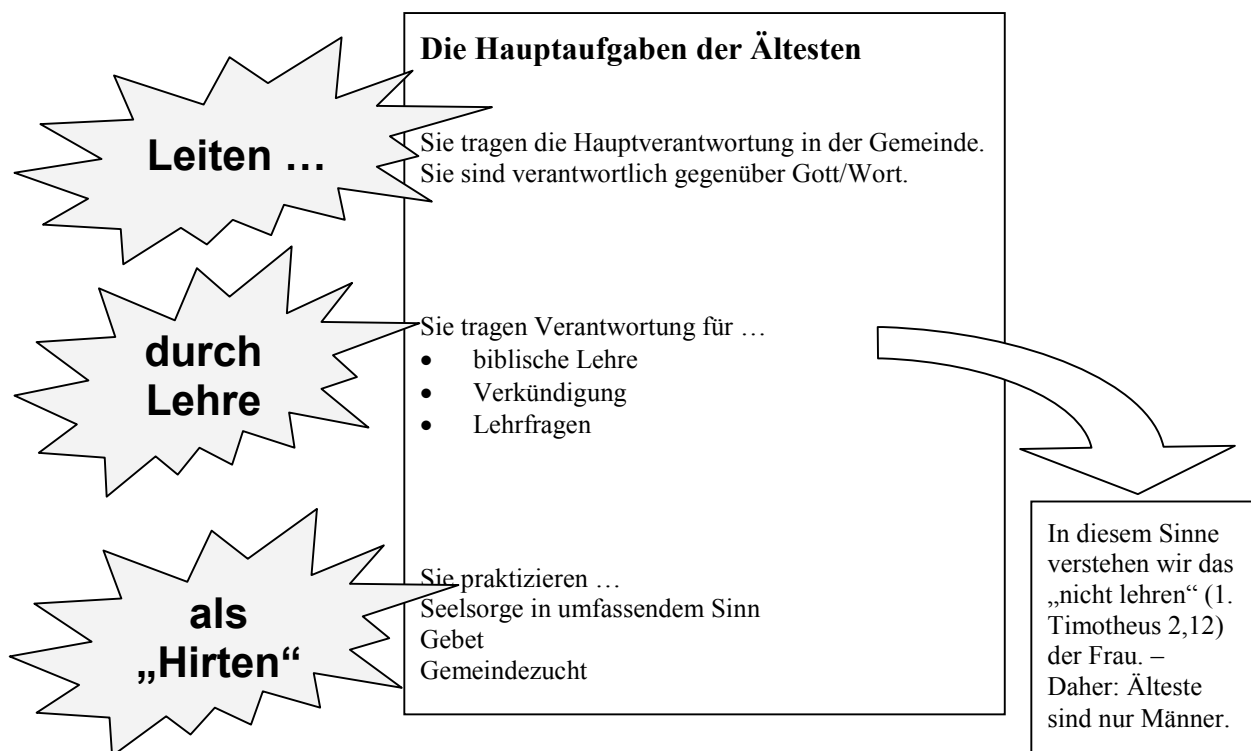 Die Hauptaufgaben der Ältesten
Leiten …
Sie tragen die Hauptverantwortung in der Gemeinde.
Sie sind verantwortlich gegenüber Gott/Wort.
durch
Lehre
Sie tragen Verantwortung für …
• biblische Lehre
• Verkündigung
• Lehrfragen
In diesem Sinne
verstehen wir das
„nicht lehren“ (1.
Timotheus 2,12)
der Frau. –
Daher: Älteste
sind nur Männer.
als
„Hirten“
Sie praktizieren …
Seelsorge in umfassendem Sinn
Gebet
Gemeindezucht